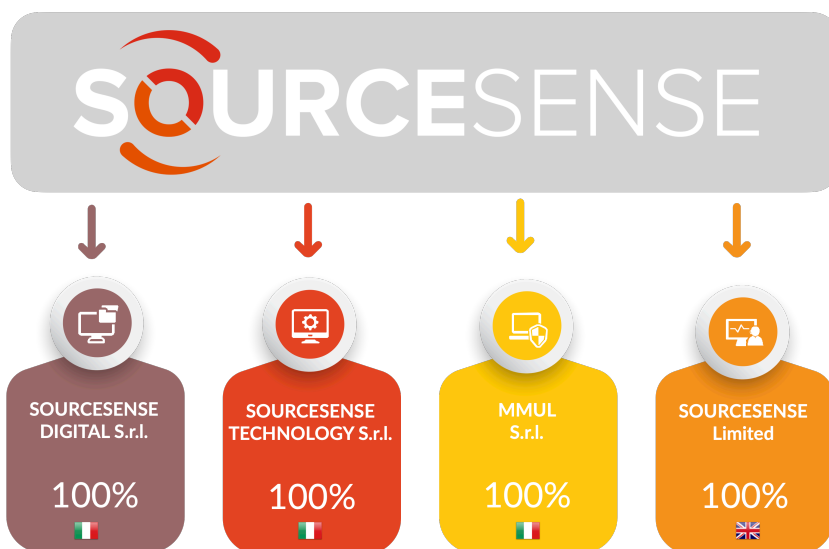 SOURCESENSE
SOURCESENSE
DIGITAL S.r.l.
100%
SOURCESENSE
TECHNOLOGY S.r.l.
100%
MMUL
S.r.l.
100%
SOURCESENSE
Limited
100%